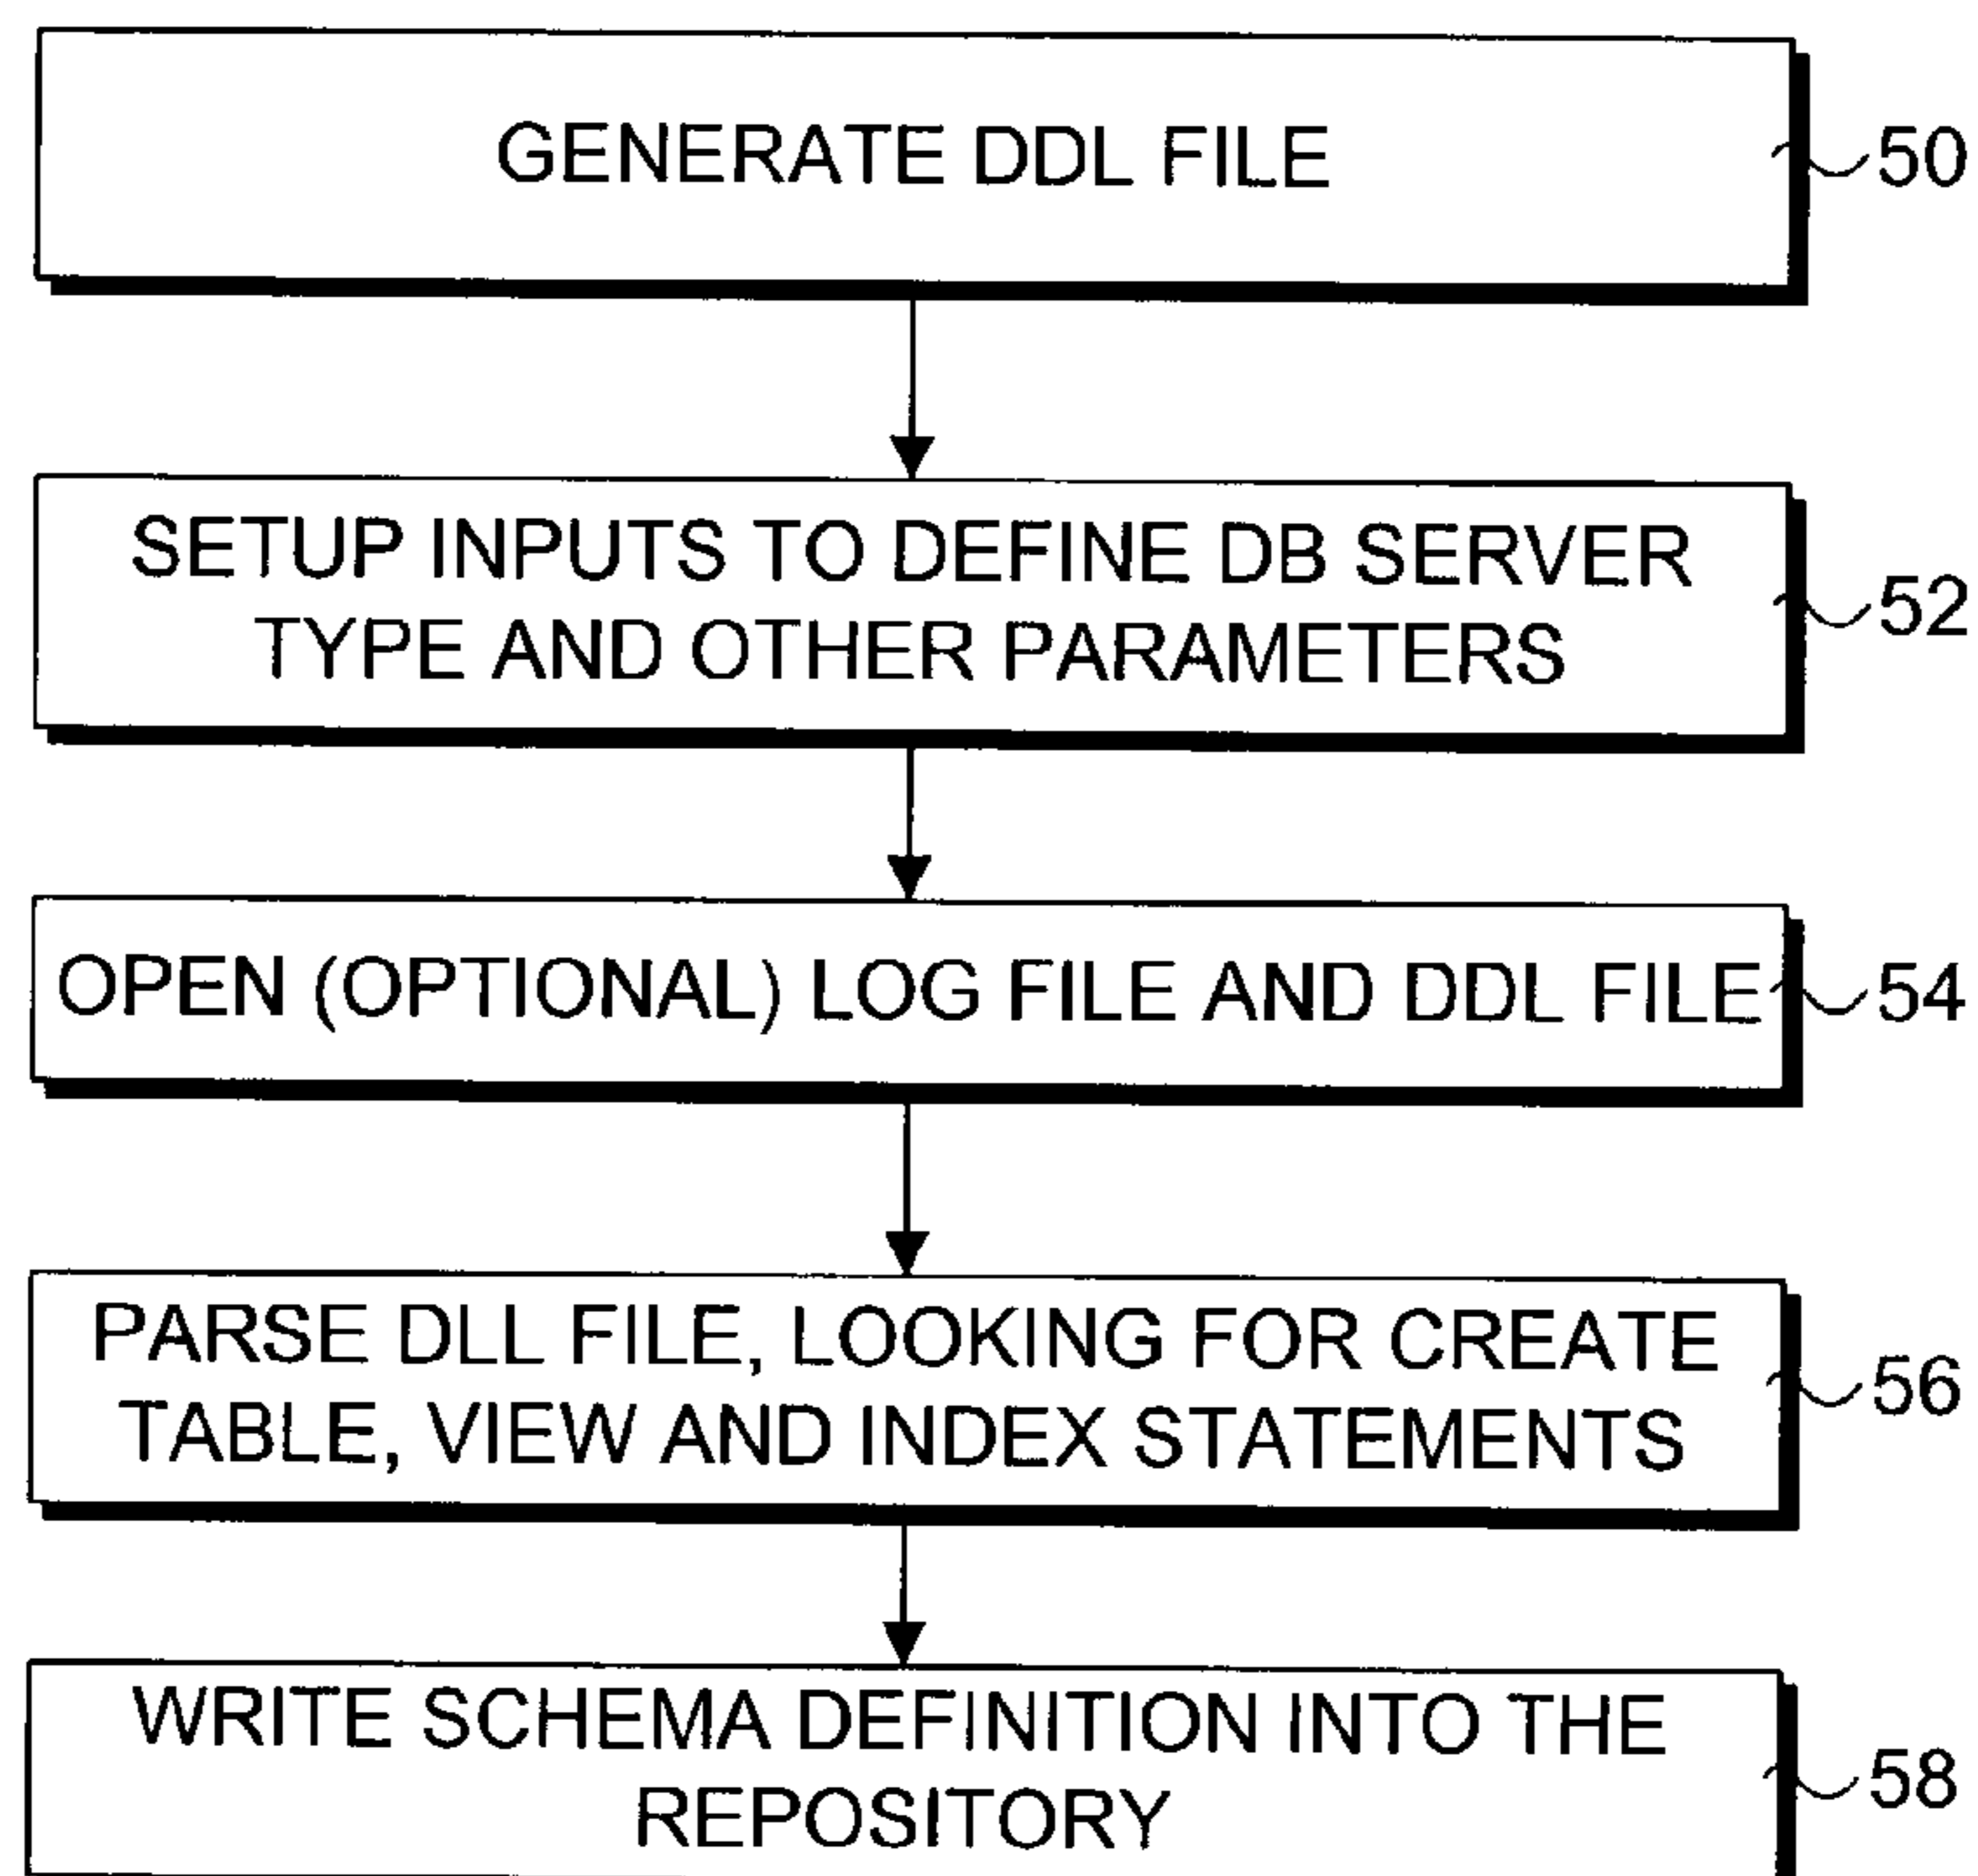 GENERATE DDL FILE
50
SETUP INPUTS TO DEFINE DB SERVER
TYPE AND OTHER PARAMETERS
52
OPEN (OPTIONAL) LOG FILE AND DDL FILE
54
PARSE DLL FILE, LOOKING FOR CREATE
TABLE, VIEW AND INDEX STATEMENTS
56
WRITE SCHEMA DEFINITION INTO THE
REPOSITORY
58